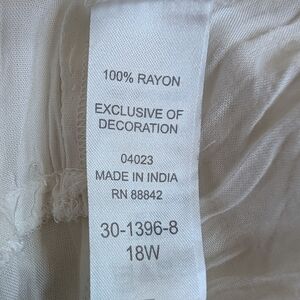 100% RAYON
EXCLUSIVE OF
DECORATION
04023
MADE IN INDIA
RN 88842
30-1396-8
18W